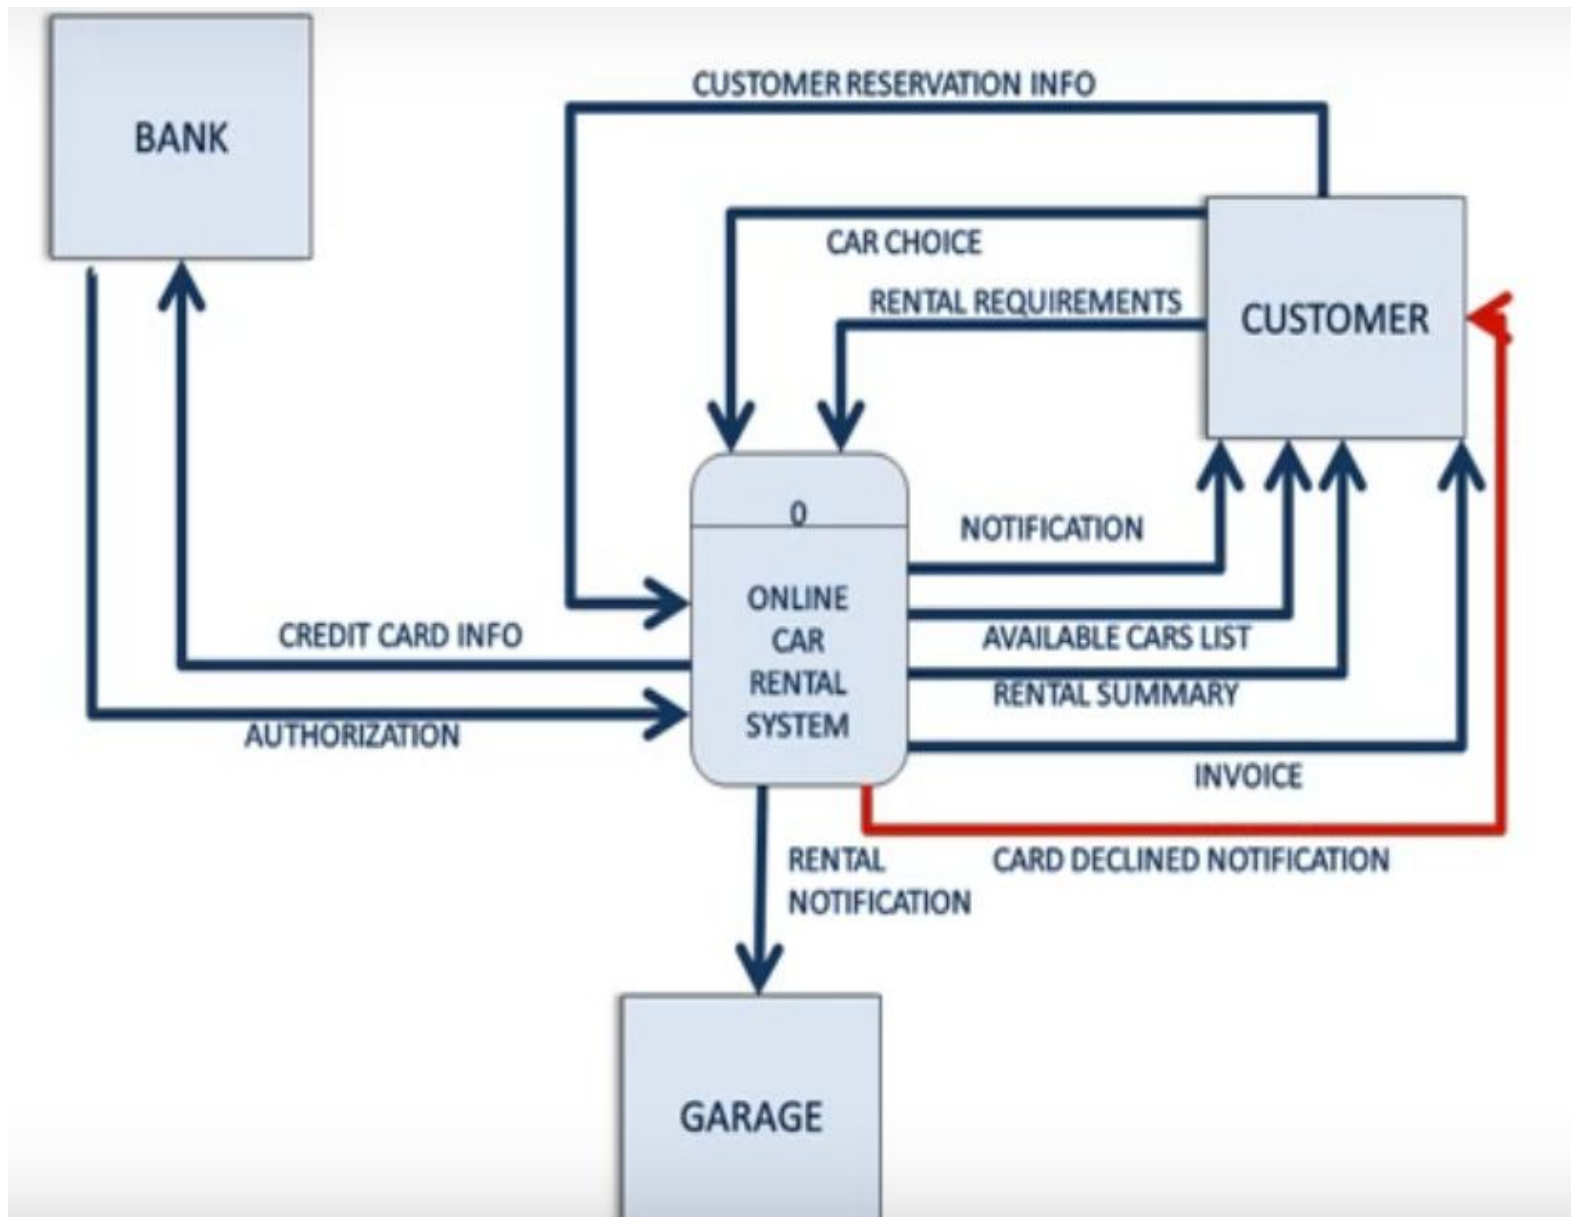 BANK
CUSTOMER RESERVATION INFO
CAR CHOICE
RENTAL REQUIREMENTS
CUSTOMER
0
ONLINE
CAR
RENTAL
SYSTEM
NOTIFICATION
AVAILABLE CARS LIST
RENTAL SUMMARY
INVOICE
CREDIT CARD INFO
AUTHORIZATION
RENTAL
NOTIFICATION
CARD DECLINED NOTIFICATION
GARAGE